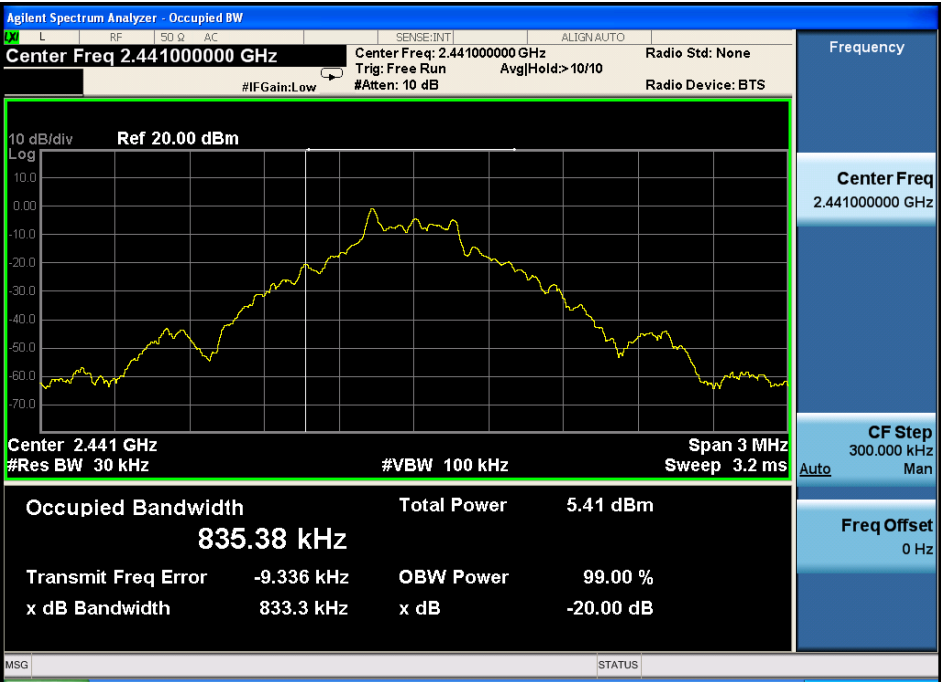 Agilent Spectrum Analyzer - Occupied BW
LXI L RF 50 Ω AC SENSE:INT ALIGN AUTO
Center Freq 2.441000000 GHz
Center Freq: 2.441000000 GHz
Radio Std: None
Trig: Free Run Avg|Hold:>10/10
#IFGain:Low
#Atten: 10 dB
Radio Device: BTS
10 dB/div Ref 20.00 dBm
Log
10.0
0.00
-10.0
-20.0
-30.0
-40.0
-50.0
-60.0
-70.0
Center 2.441 GHz Span 3 MHz
#Res BW 30 kHz #VBW 100 kHz Sweep 3.2 ms
Occupied Bandwidth Total Power 5.41 dBm
835.38 kHz
Transmit Freq Error -9.336 kHz OBW Power 99.00 %
x dB Bandwidth 833.3 kHz x dB -20.00 dB
Frequency
Center Freq
2.441000000 GHz
CF Step
300.000 kHz
Auto Man
Freq Offset
0 Hz
MSG STATUS